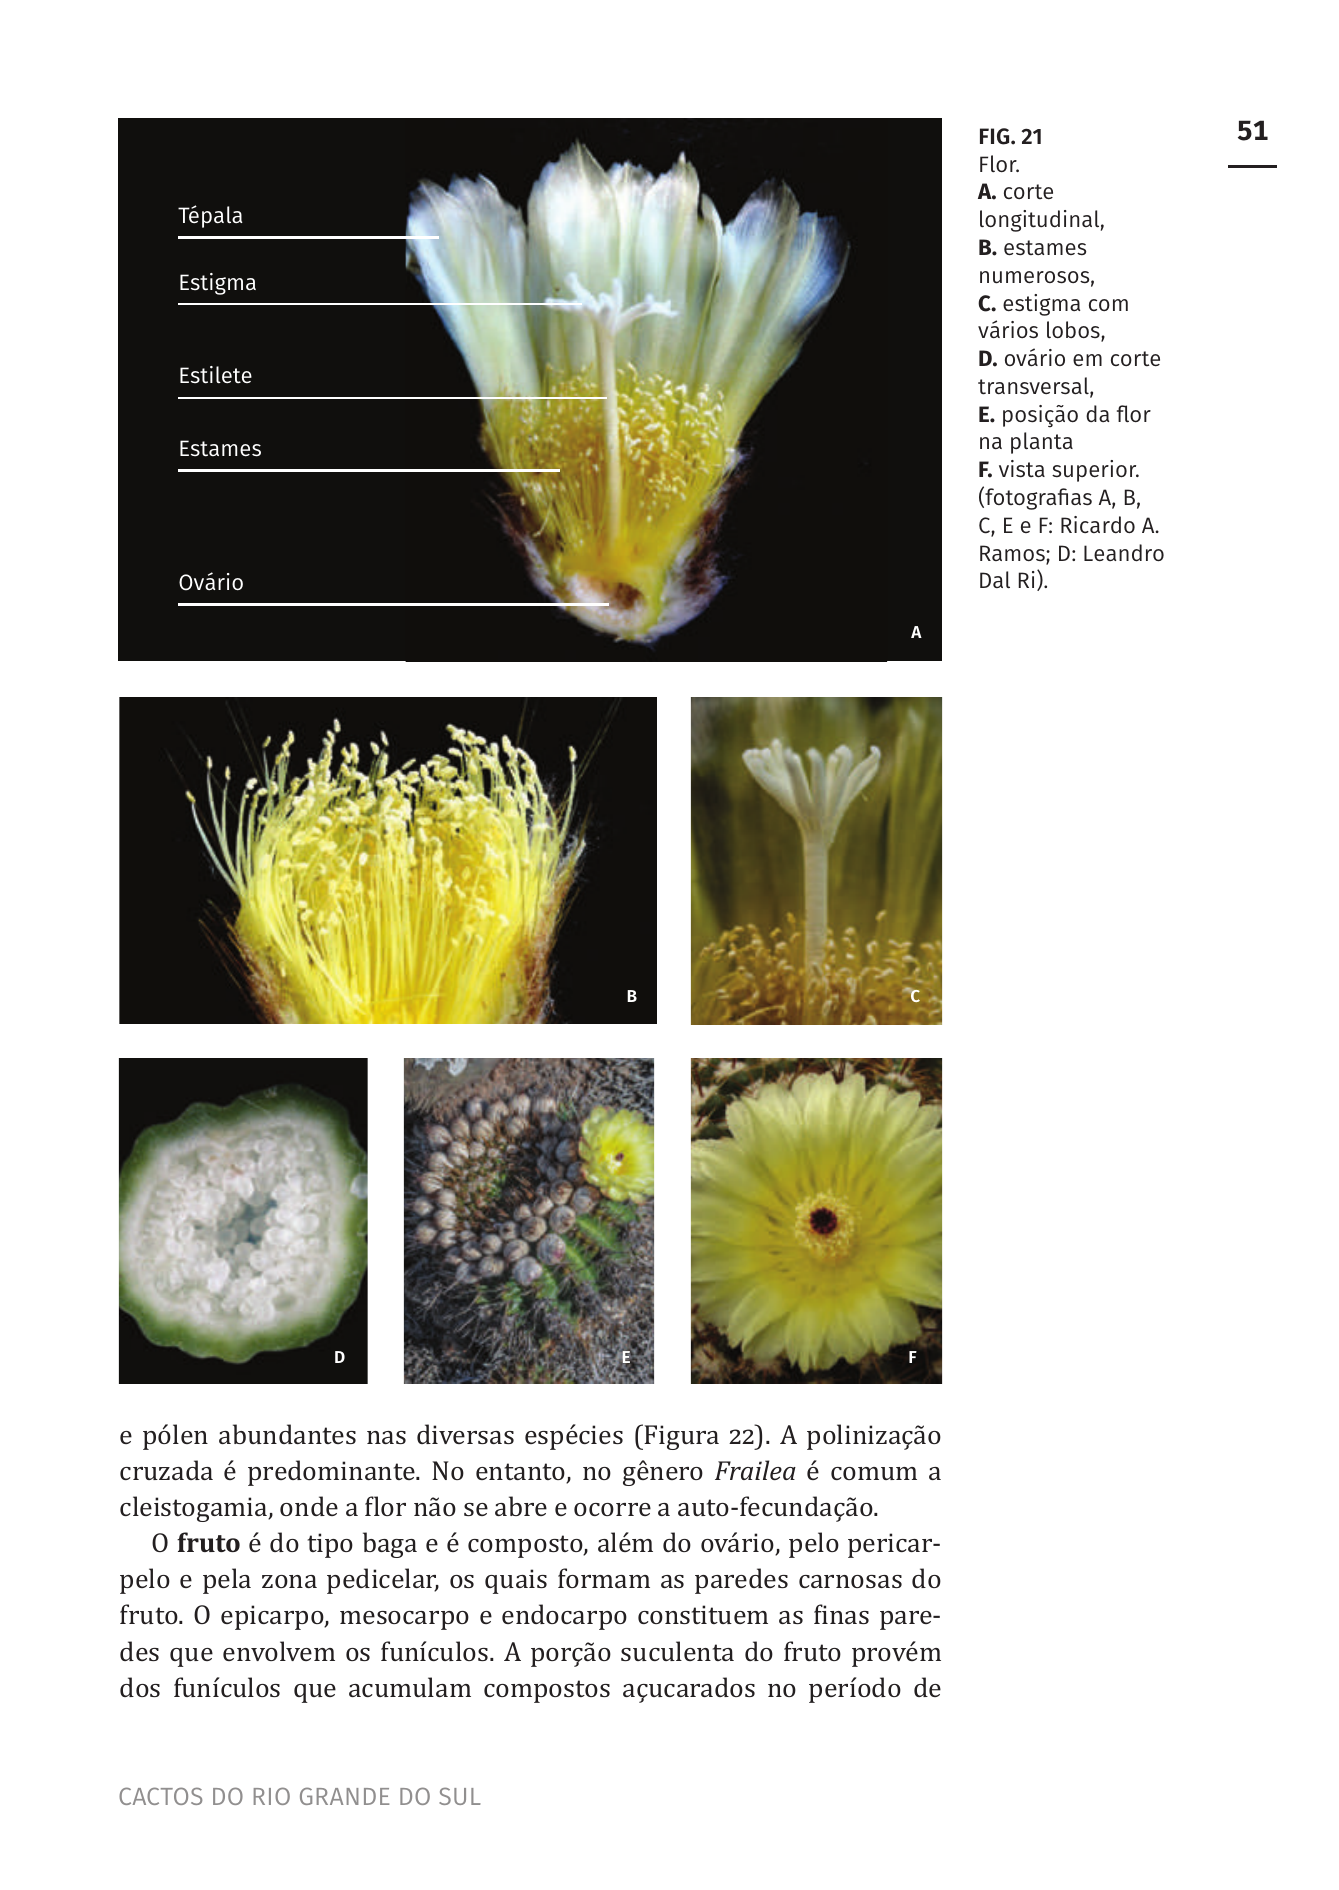 51
Tépala
Estigma
Estilete
Estames
Ovário
A
FIG. 21
Flor.
A. corte
longitudinal,
B. estames
numerosos,
C. estigma com
vários lobos,
D. ovário em corte
transversal,
E. posição da flor
na planta
F. vista superior.
(fotografias A, B,
C, E e F: Ricardo A.
Ramos; D: Leandro
Dal Ri).
B
C
D
E
F
e pólen abundantes nas diversas espécies (Figura 22). A polinização
cruzada é predominante. No entanto, no gênero Frailea é comum a
cleistogamia, onde a flor não se abre e ocorre a auto-fecundação.
O fruto é do tipo baga e é composto, além do ovário, pelo pericar-
pelo e pela zona pedicelar, os quais formam as paredes carnosas do
fruto. O epicarpo, mesocarpo e endocarpo constituem as finas pare-
des que envolvem os funículos. A porção suculenta do fruto provém
dos funículos que acumulam compostos açucarados no período de
CACTOS DO RIO GRANDE DO SUL